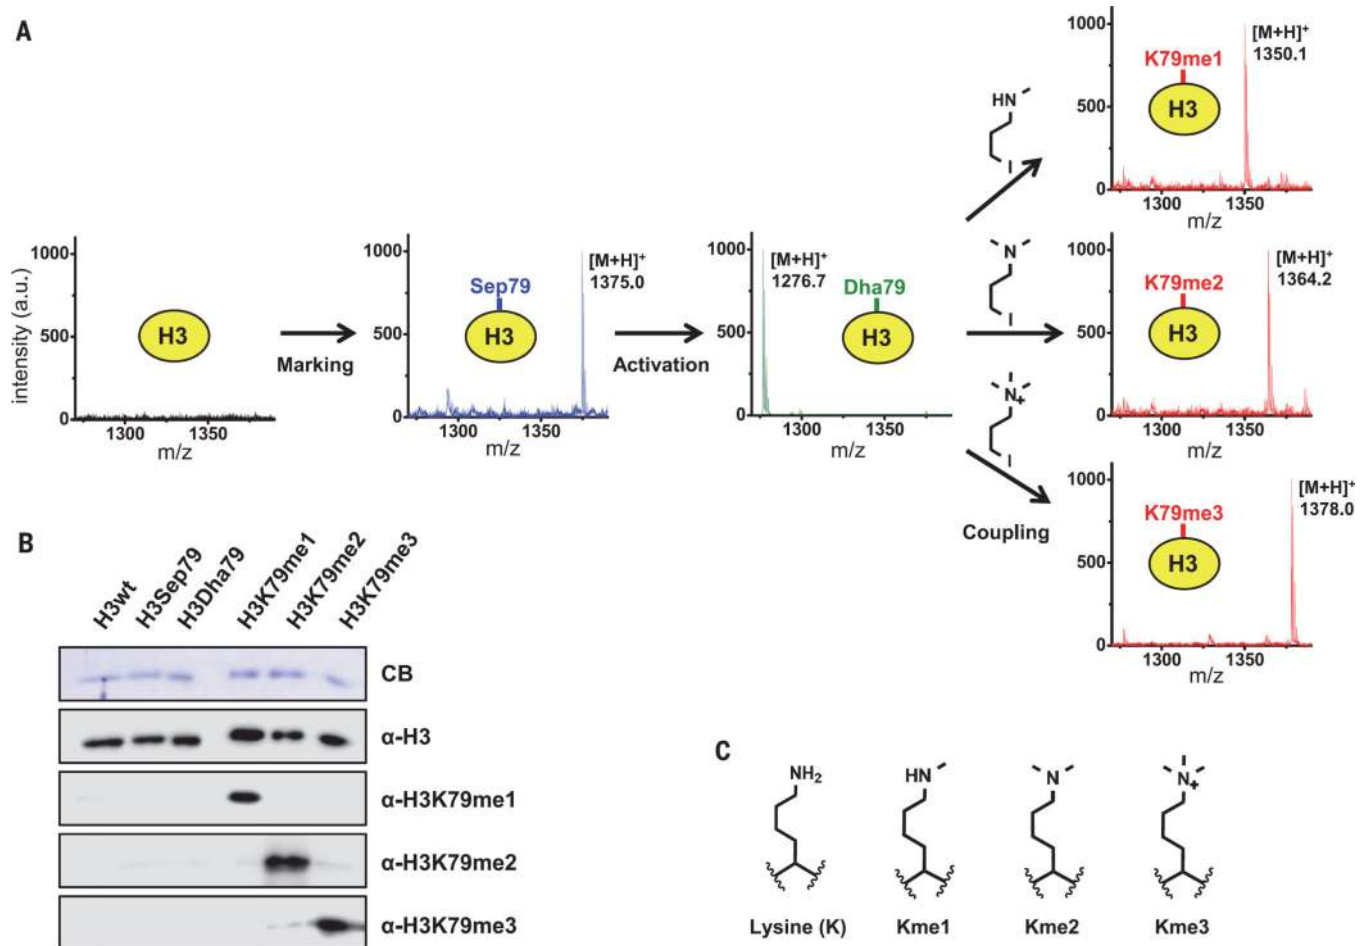 A
1000
500
0
intensity (a.u.)
1300
1350
m/z
H3
Marking
1000
500
0
1300
1350
m/z
Sep79
H3
[M+H]+
1375.0
Activation
1000
500
0
1300
1350
m/z
[M+H]+
1276.7
Dha79
H3
HN
I
N
I
N+
I
Coupling
1000
500
0
1300
1350
m/z
K79me1
H3
[M+H]+
1350.1
1000
500
0
1300
1350
m/z
K79me2
H3
[M+H]+
1364.2
1000
500
0
1300
1350
m/z
K79me3
H3
[M+H]+
1378.0
B
H3wt
H3Sep79
H3Dha79
H3K79me1
H3K79me2
H3K79me3
CB
α-H3
α-H3K79me1
α-H3K79me2
α-H3K79me3
C
NH2
Lysine (K)
HN
Kme1
N
Kme2
N+
Kme3